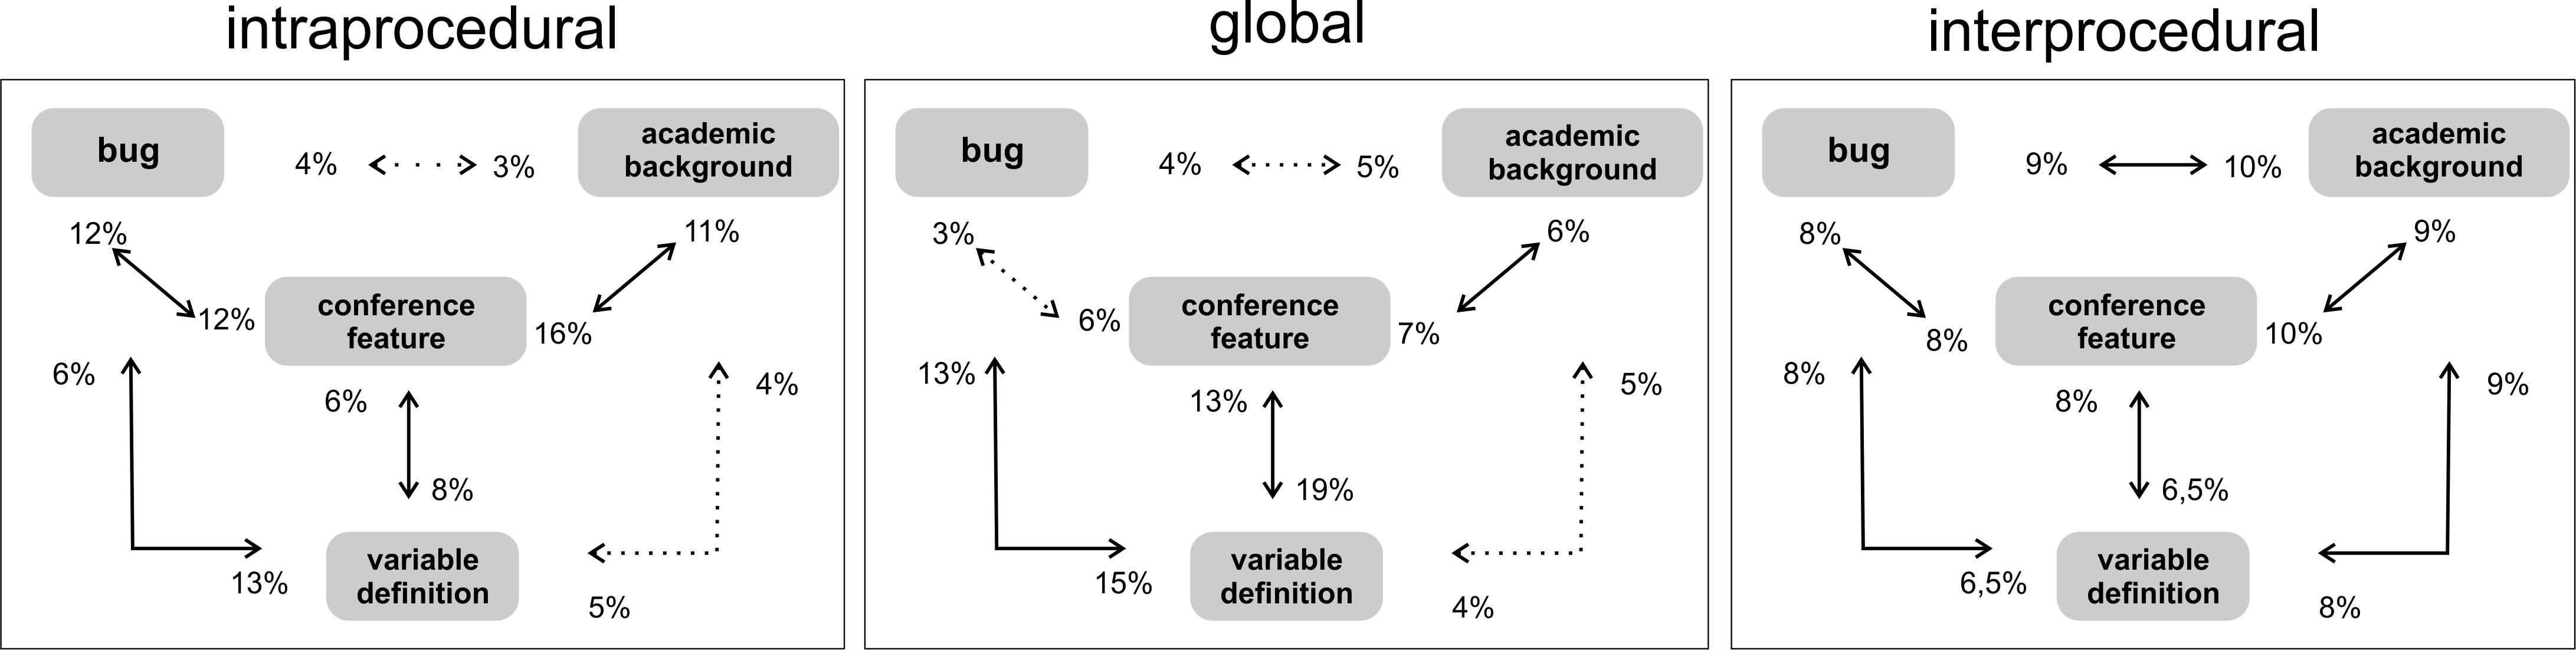 intraprocedural
bug
academic
background
4%
3%
12%
11%
12%
conference
feature
16%
6%
6%
4%
8%
13%
variable
definition
5%
global
bug
academic
background
4%
5%
3%
6%
6%
conference
feature
7%
13%
13%
5%
19%
15%
variable
definition
4%
interprocedural
bug
academic
background
9%
10%
8%
9%
8%
conference
feature
10%
8%
8%
9%
6,5%
6,5%
variable
definition
8%